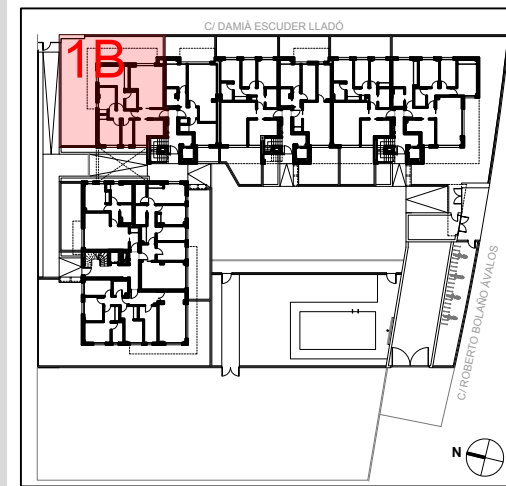 C/ DAMIÀ ESCUDER LLADÓ
1B
C/ ROBERTO BOLAÑO ÁVALOS
N